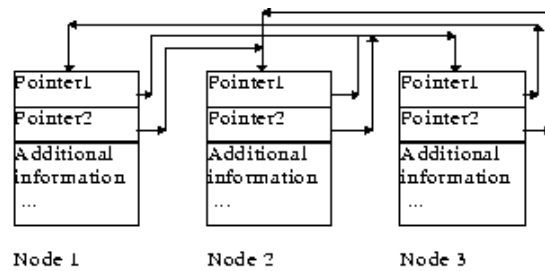 Pointer1
Pointer2
Additional
information
...
Node 1
Pointer1
Pointer2
Additional
information
...
Node 2
Pointer1
Pointer2
Additional
information
...
Node 3